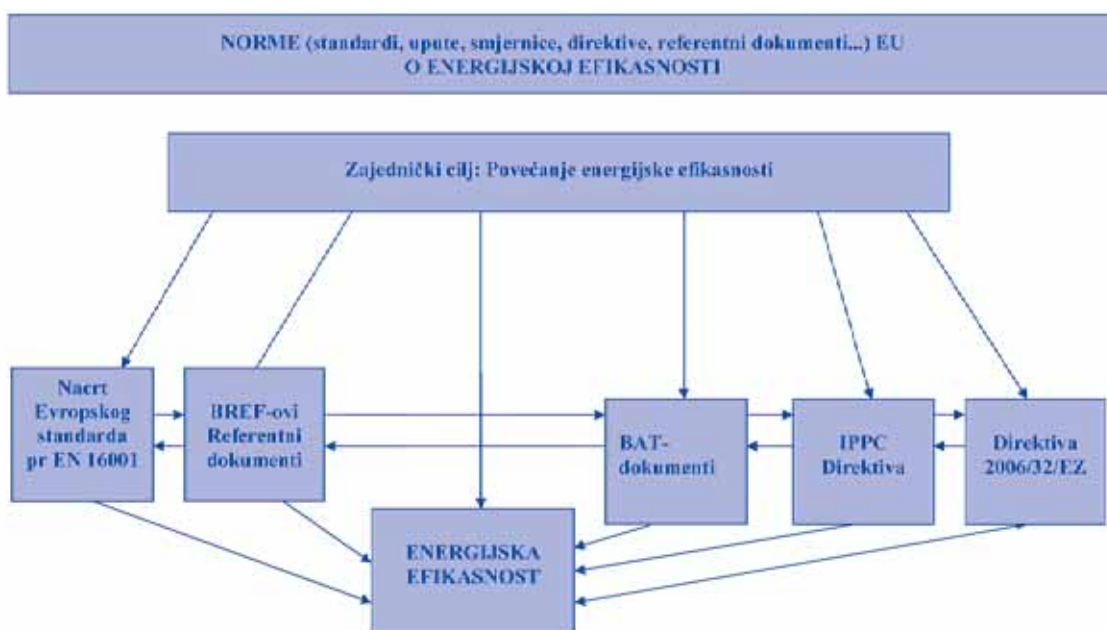 NORME (standardi, upute, smjernice, direktive, referentni dokumenti...) EU
O ENERGIJSKOJ EFIKASNOSTI
Zajednički cilj: Povećanje energijske efikasnosti
Nacrt
Evropskog
standarda
pr EN 16001
BREF-ovi
Referentni
dokumenti
BAT-
dokumenti
IPPC
Direktiva
Direktiva
2006/32/EZ
ENERGIJSKA
EFIKASNOST